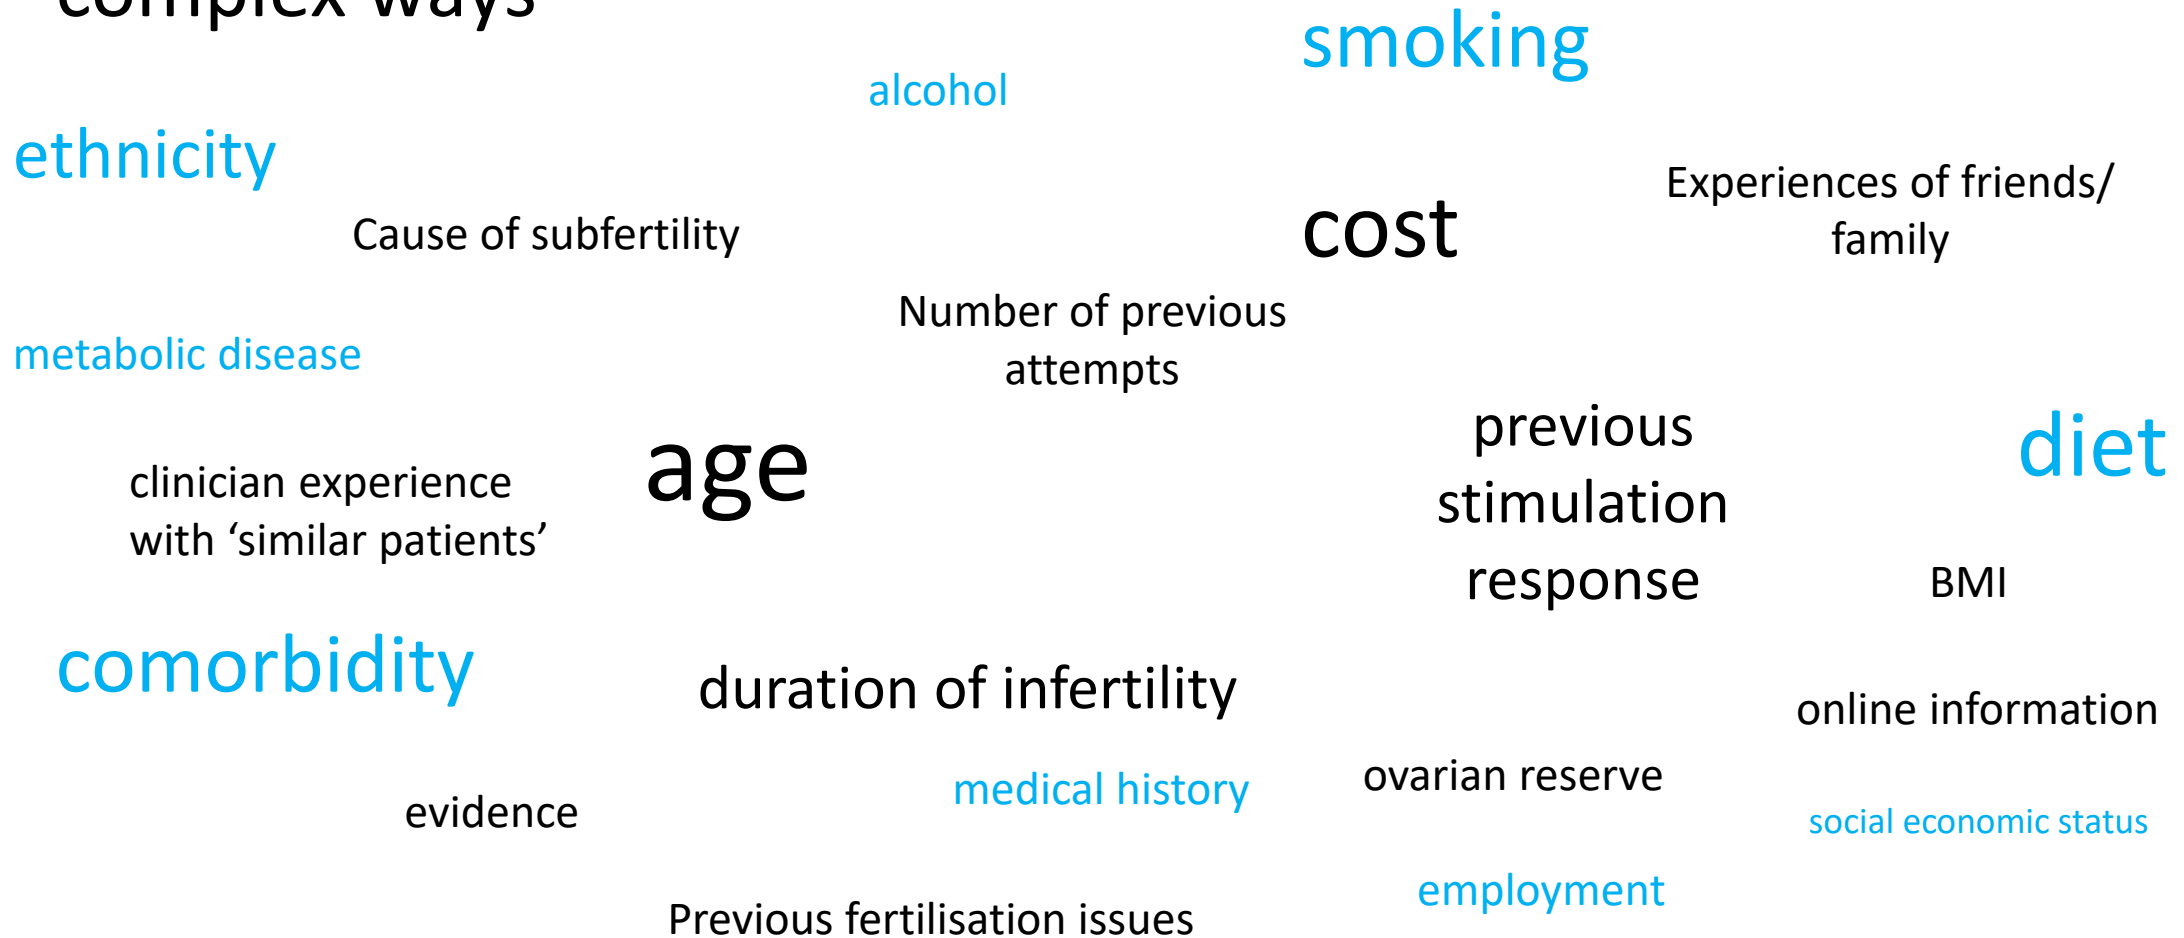 complex ways
smoking
alcohol
ethnicity
Experiences of friends/
family
cost
Cause of subfertility
Number of previous
attempts
metabolic disease
previous
stimulation
response
diet
age
clinician experience
with ‘similar patients’
BMI
comorbidity
duration of infertility
online information
ovarian reserve
medical history
evidence
social economic status
employment
Previous fertilisation issues